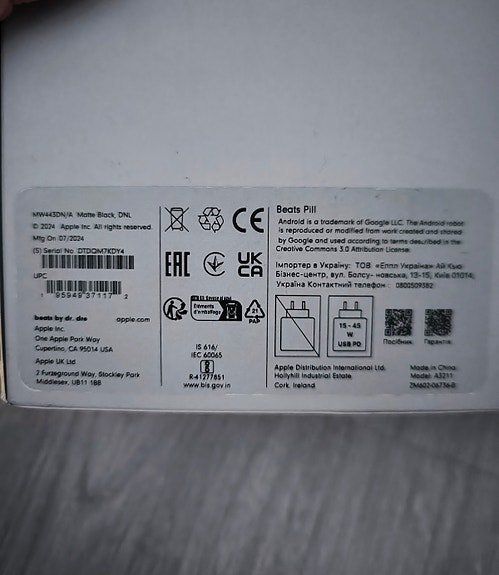 MW443DN/A Matte Black, DNL
© 2024 Apple Inc. All rights reserved.
Mfg On :07/2024
(S) Serial No. DTDQM7KDY4
UPC
1 95949 37117 2
beats by dr. dre apple.com
Apple Inc.
One Apple Park Way
Cupertino, CA 95014 USA
Apple UK Ltd
2 Furzeground Way, Stockley Park
Middlesex, UB11 1BB
CE
EAC
UK
CA
Éléments
d'emballage
21
PAP
IS 616/
IEC 60065
R-41277851
www.bis.gov.in
Beats Pill
Android is a trademark of Google LLC. The Android robot
is reproduced or modified from work created and shared
by Google and used according to terms described in the
Creative Commons 3.0 Attribution License.
Імпортер в Україну: ТОВ «Еппл Україна» Ай Кью
Бізнес-центр, вул. Болсу- новська, 13-15, Київ 01014;
Україна Контактний телефон : 0800509382
15 - 45
W
USB PD
Посібник Гарантія
Apple Distribution International Ltd.
Hollyhill Industrial Estate
Cork, Ireland
Made in China
Model: A3211